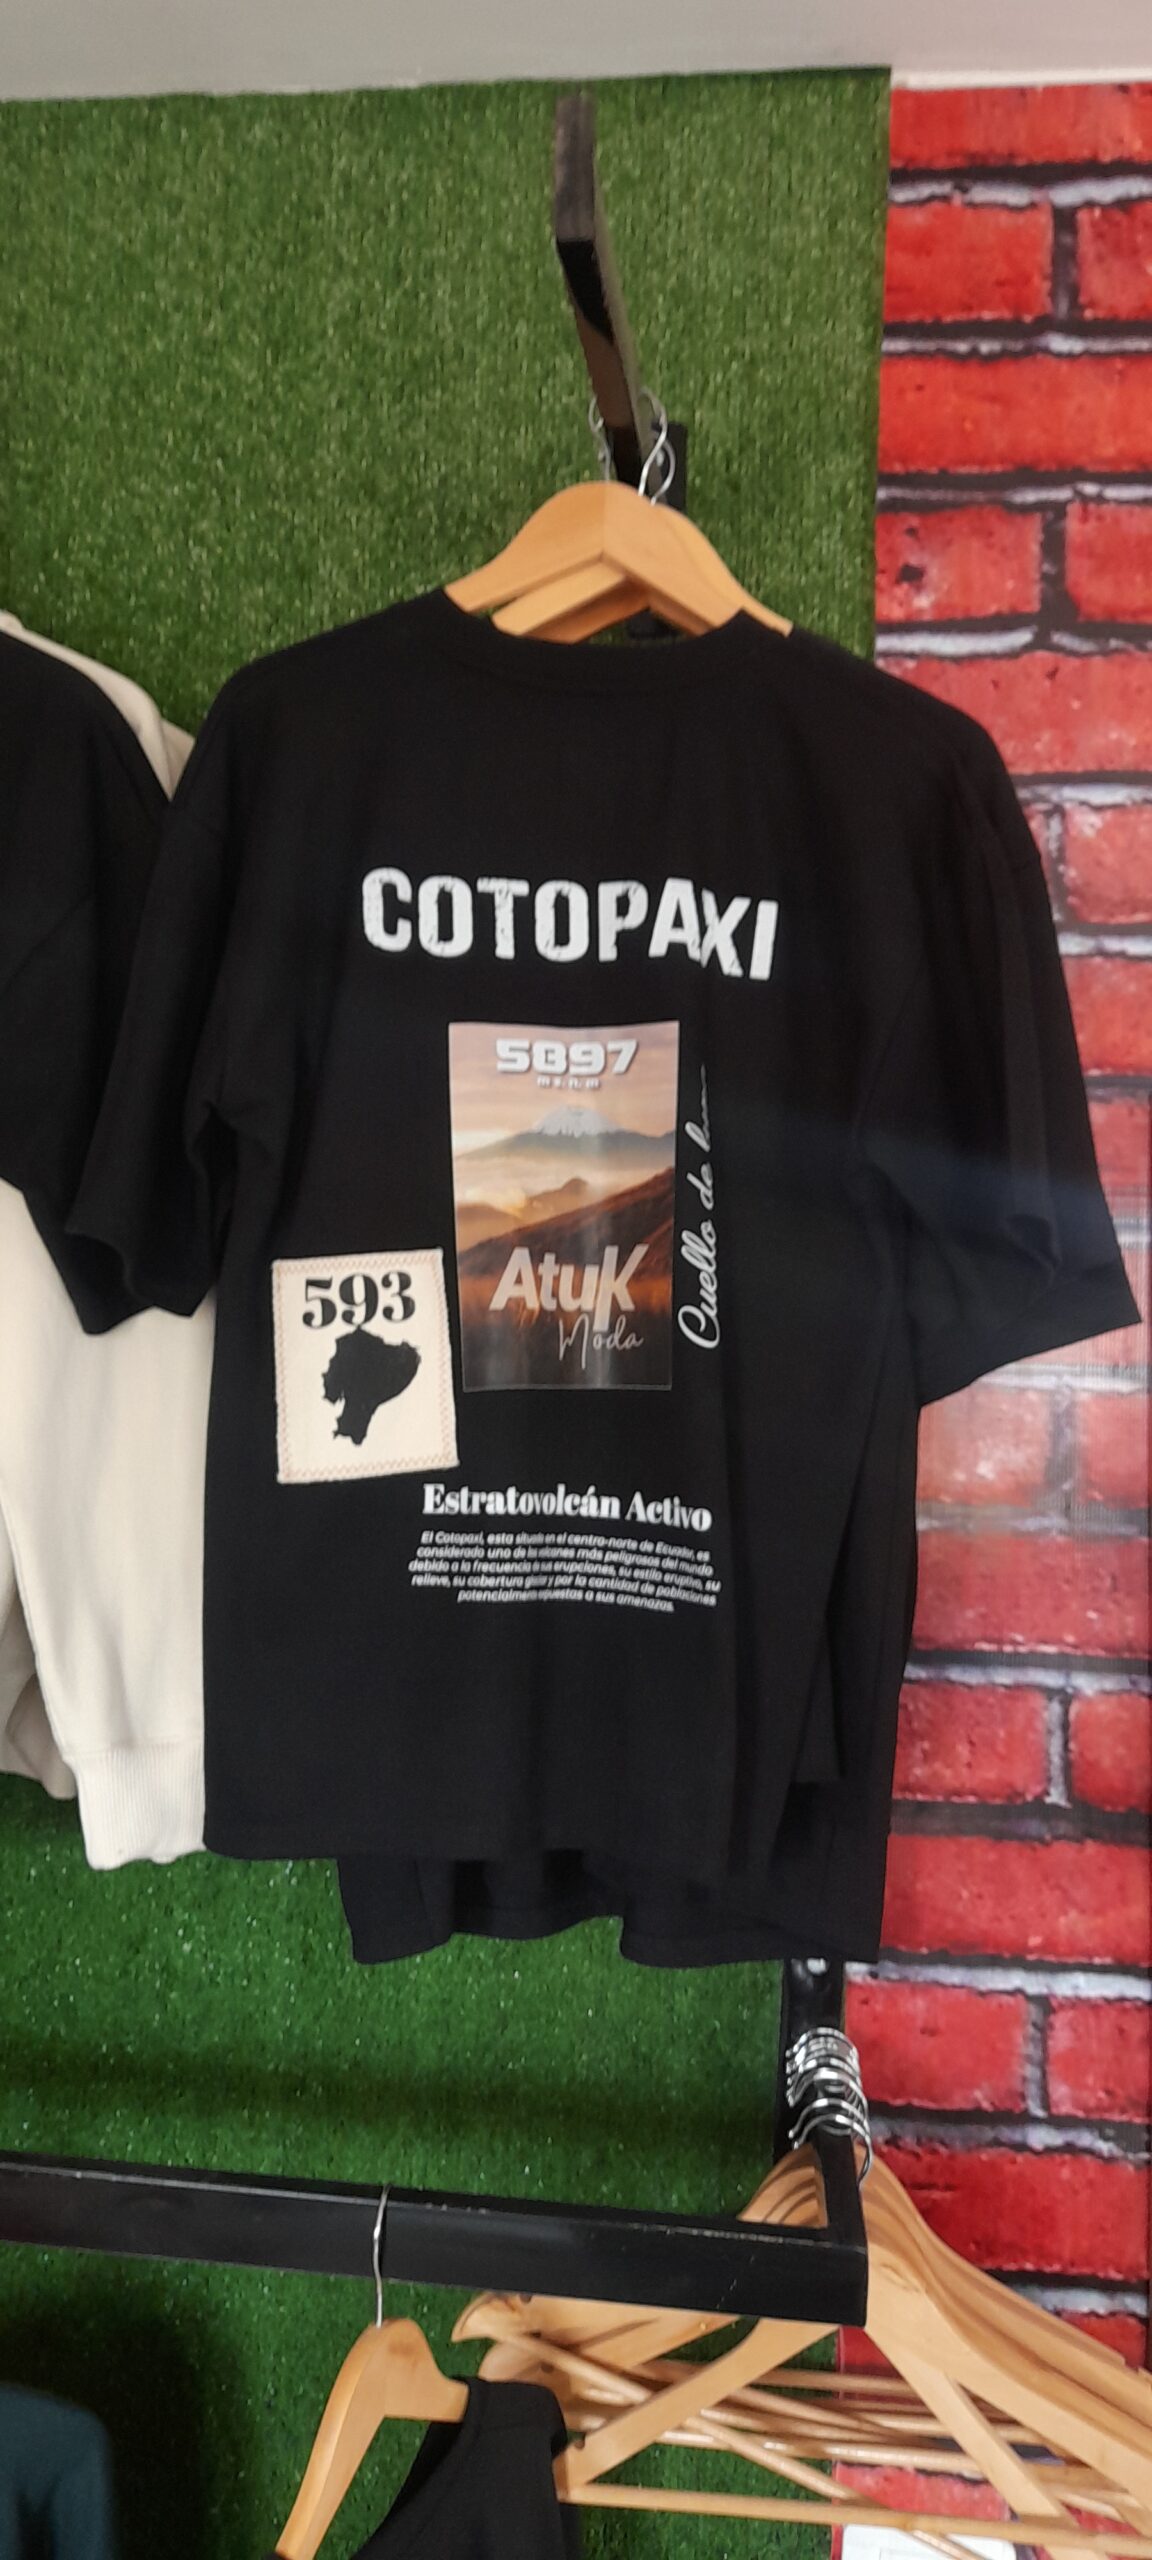 COTOPAXI
5897
m s. n. m
Cuello de luna
AtuK
Moda
593
Estratovolcán Activo
El Cotopaxi, esta situado en el centro-norte de Ecuador, es
considerado uno de los volcanes más peligrosos del mundo
debido a la frecuencia de sus erupciones, su estilo eruptivo, su
relieve, su cobertura glaciar y por la cantidad de poblaciones
potencialmente expuestas a sus amenazas.